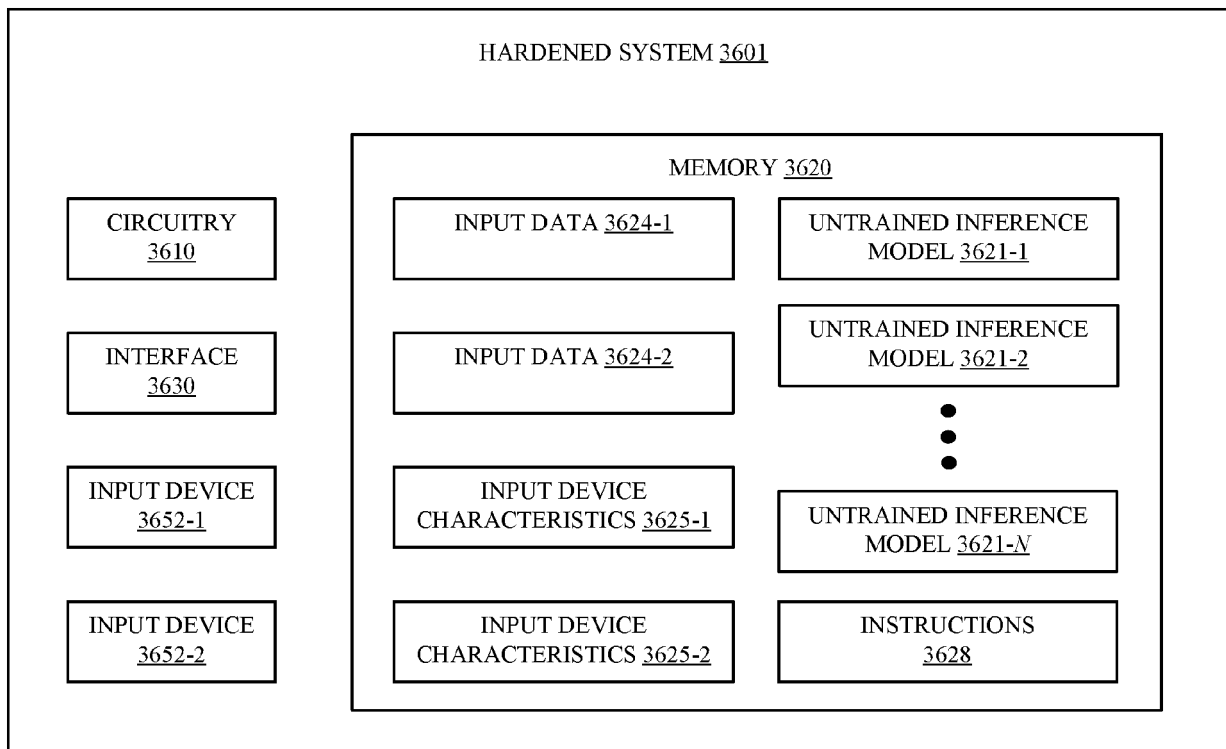 HARDENED SYSTEM 3601
MEMORY 3620
CIRCUITRY
3610
INTERFACE
3630
INPUT DEVICE
3652-1
INPUT DEVICE
3652-2
INPUT DATA 3624-1
INPUT DATA 3624-2
INPUT DEVICE
CHARACTERISTICS 3625-1
INPUT DEVICE
CHARACTERISTICS 3625-2
UNTRAINED INFERENCE
MODEL 3621-1
UNTRAINED INFERENCE
MODEL 3621-2
UNTRAINED INFERENCE
MODEL 3621-N
INSTRUCTIONS
3628